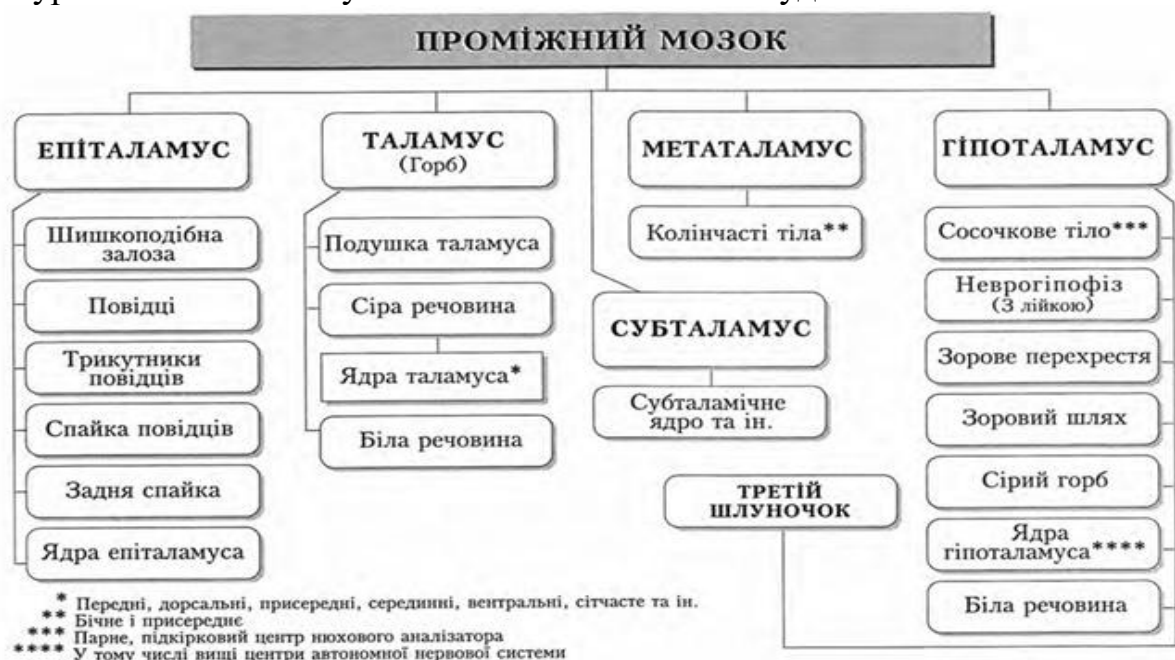 ПРОМІЖНИЙ МОЗОК
ЕПІТАЛАМУС
Шишкоподібна
залоза
Повідці
Трикутники
повідців
Спайка повідців
Задня спайка
Ядра епіталамуса
ТАЛАМУС
(Горб)
Подушка таламуса
Сіра речовина
Ядра таламуса*
Біла речовина
МЕТАТАЛАМУС
Колінчасті тіла**
СУБТАЛАМУС
Субталамічне
ядро та ін.
ТРЕТІЙ
ШЛУНОЧОК
ГІПОТАЛАМУС
Сосочкове тіло***
Неврогіпофіз
(З лійкою)
Зорове перехрестя
Зоровий шлях
Сірий горб
Ядра
гіпоталамуса****
Біла речовина
* Передні, дорсальні, присередні, серединні, вентральні, сітчасте та ін.
** Бічне і присереднє
*** Парне, підкірковий центр нюхового аналізатора
**** У тому числі вищі центри автономної нервової системи